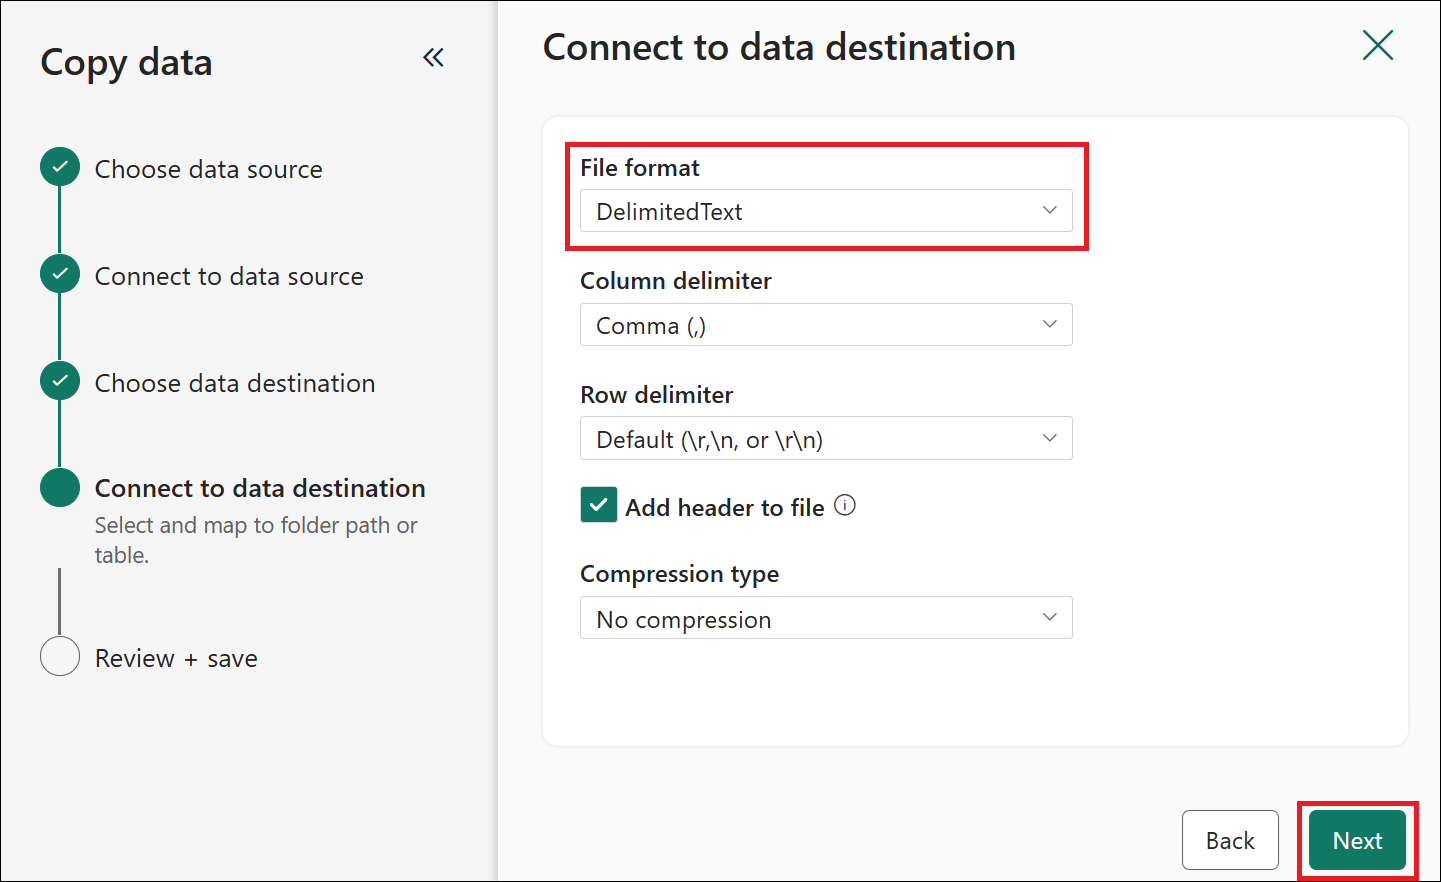 Copy data
Choose data source
Connect to data source
Choose data destination
Connect to data destination
Select and map to folder path or
table.
Review + save
Connect to data destination
File format
DelimitedText
Column delimiter
Comma (,)
Row delimiter
Default (\r,\n, or \r\n)
Add header to file
Compression type
No compression
Back
Next